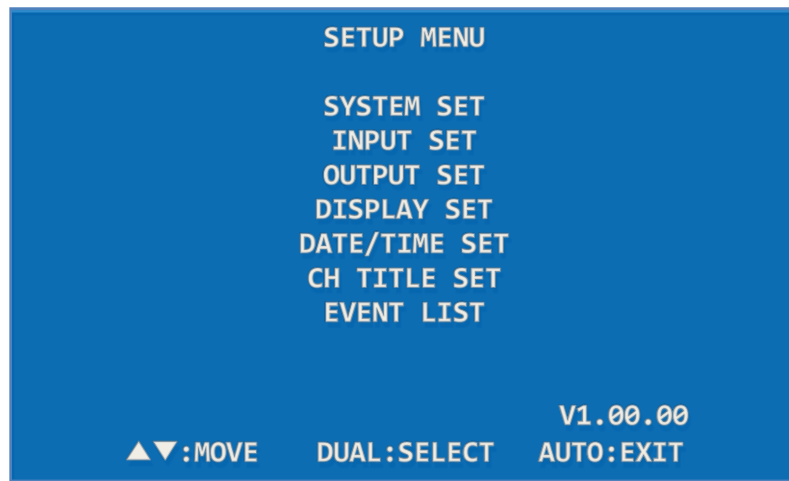 SETUP MENU
SYSTEM SET
INPUT SET
OUTPUT SET
DISPLAY SET
DATE/TIME SET
CH TITLE SET
EVENT LIST
V1.00.00
▲▼:MOVE DUAL:SELECT AUTO:EXIT